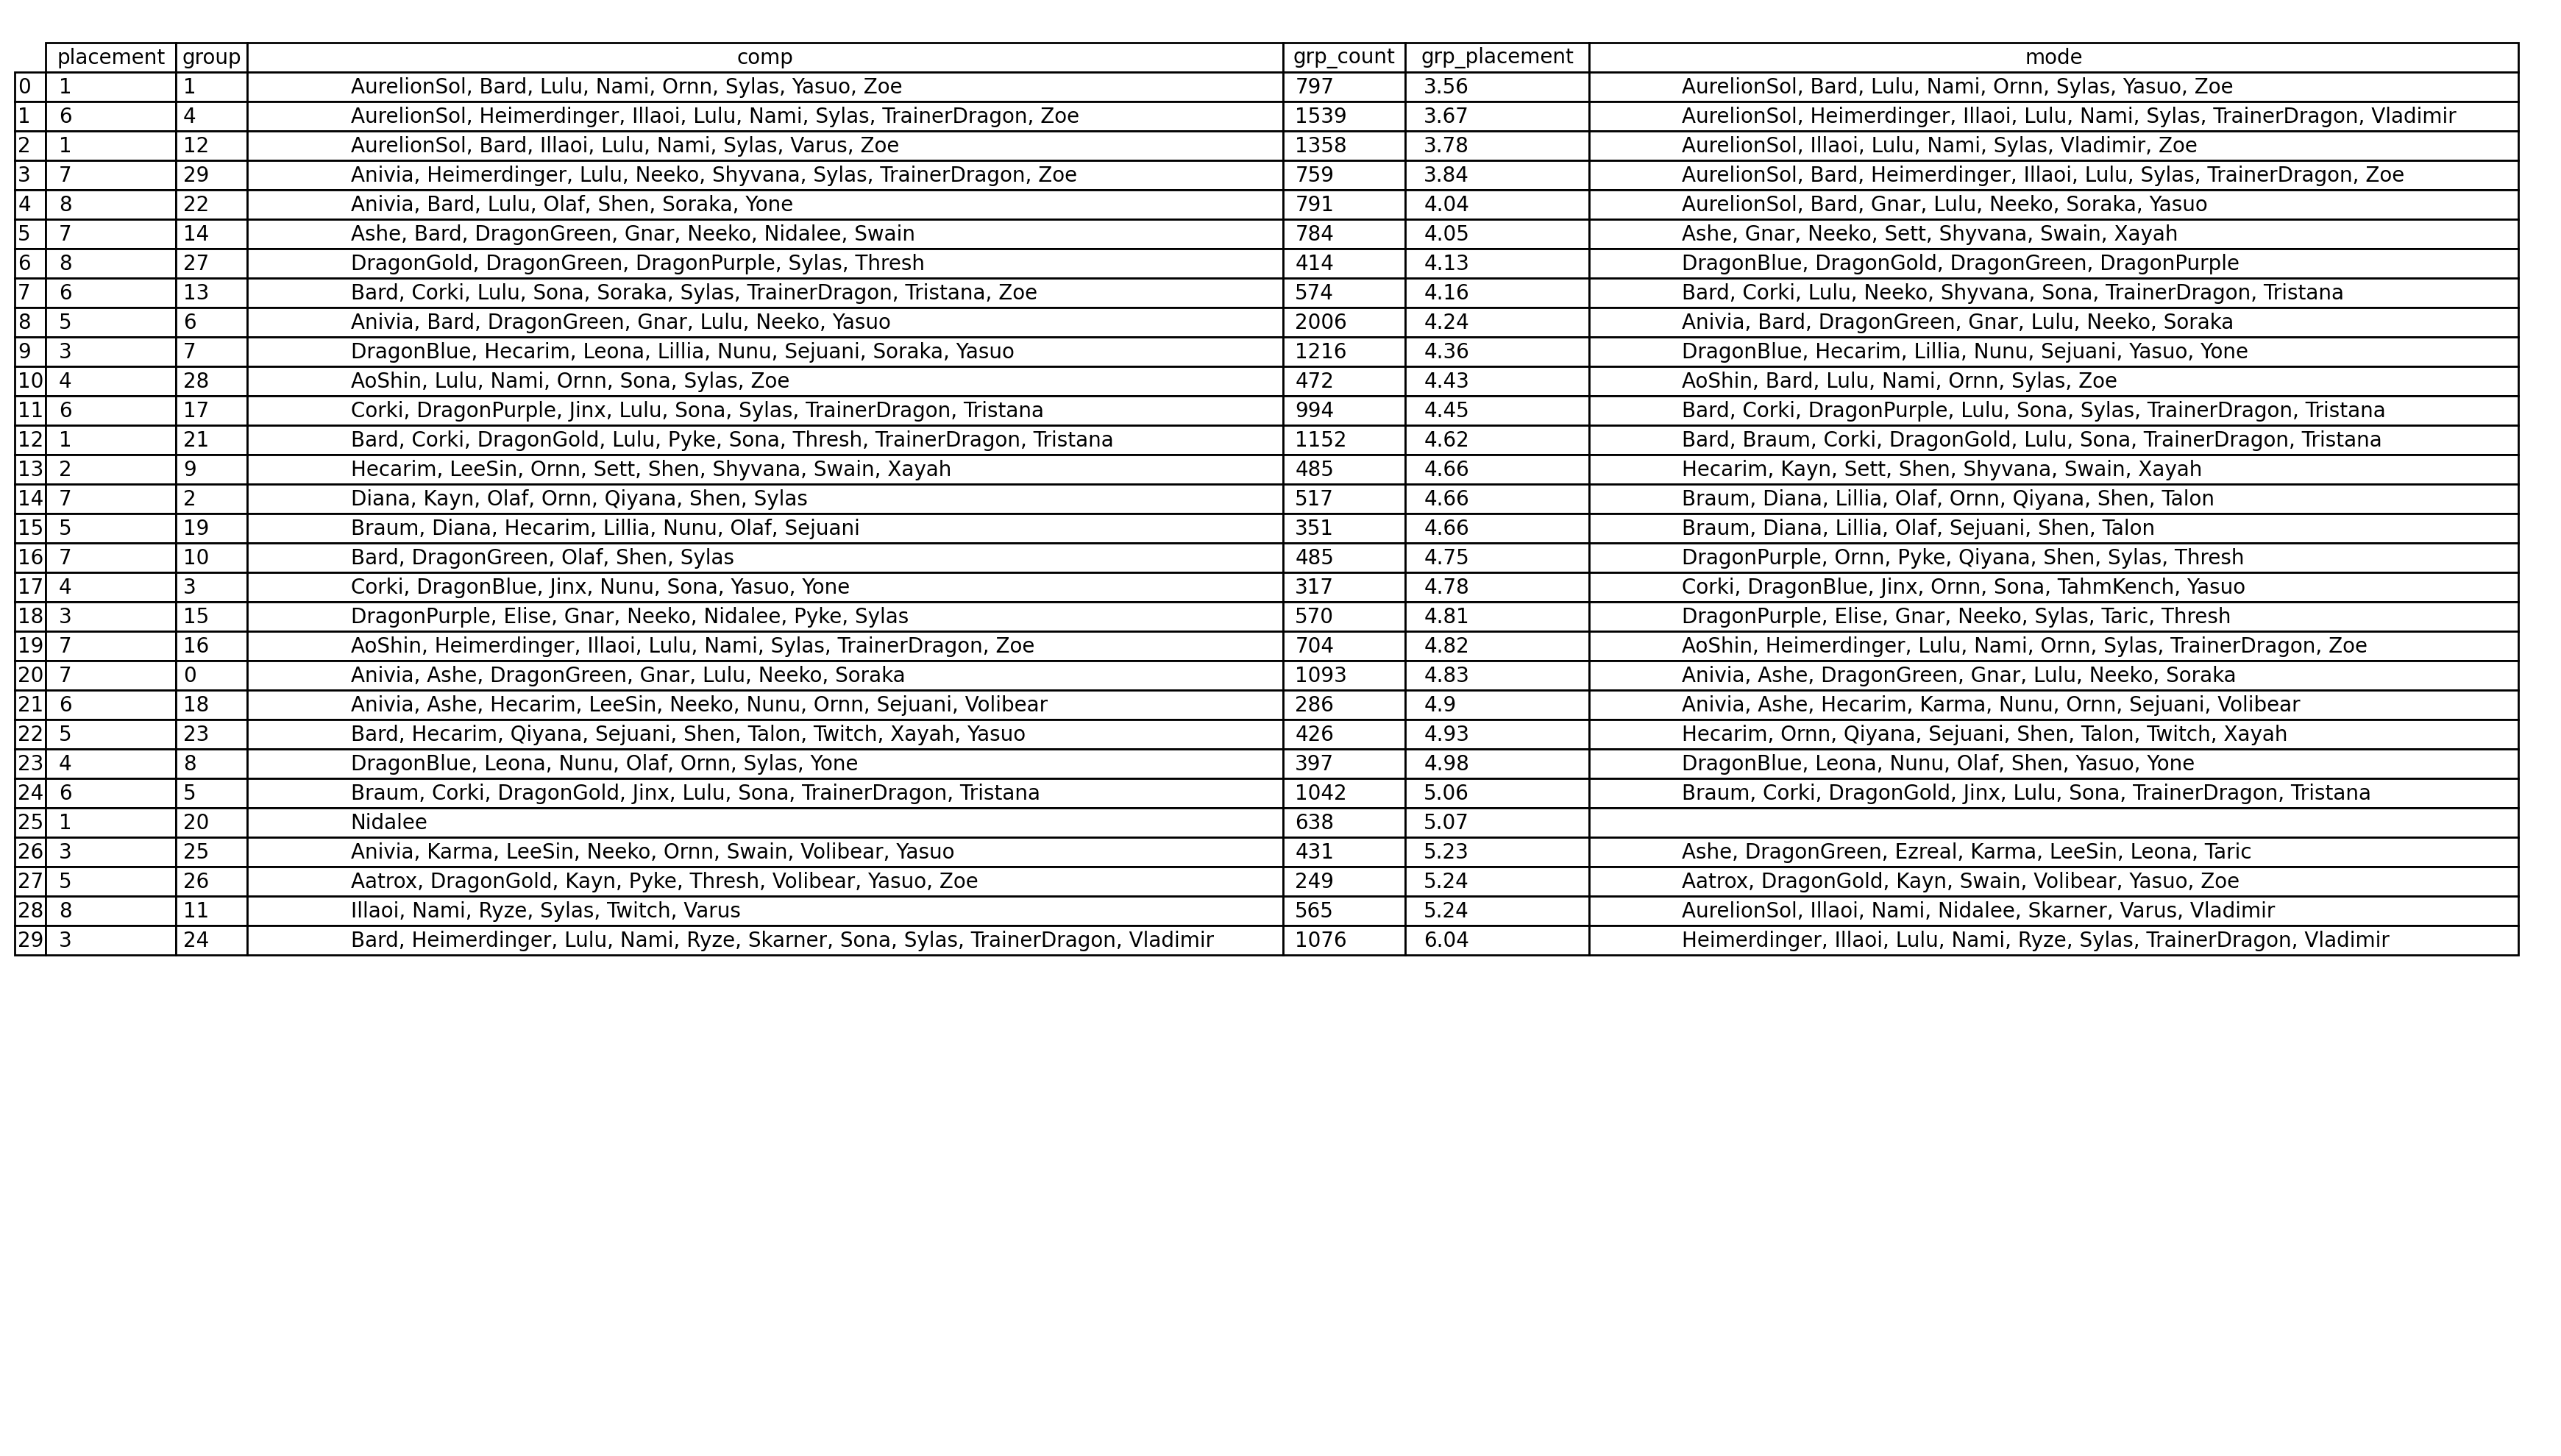 placement group comp grp_count grp_placement mode
0 1 1 AurelionSol, Bard, Lulu, Nami, Ornn, Sylas, Yasuo, Zoe 797 3.56 AurelionSol, Bard, Lulu, Nami, Ornn, Sylas, Yasuo, Zoe
1 6 4 AurelionSol, Heimerdinger, Illaoi, Lulu, Nami, Sylas, TrainerDragon, Zoe 1539 3.67 AurelionSol, Heimerdinger, Illaoi, Lulu, Nami, Sylas, TrainerDragon, Vladimir
2 1 12 AurelionSol, Bard, Illaoi, Lulu, Nami, Sylas, Varus, Zoe 1358 3.78 AurelionSol, Illaoi, Lulu, Nami, Sylas, Vladimir, Zoe
3 7 29 Anivia, Heimerdinger, Lulu, Neeko, Shyvana, Sylas, TrainerDragon, Zoe 759 3.84 AurelionSol, Bard, Heimerdinger, Illaoi, Lulu, Sylas, TrainerDragon, Zoe
4 8 22 Anivia, Bard, Lulu, Olaf, Shen, Soraka, Yone 791 4.04 AurelionSol, Bard, Gnar, Lulu, Neeko, Soraka, Yasuo
5 7 14 Ashe, Bard, DragonGreen, Gnar, Neeko, Nidalee, Swain 784 4.05 Ashe, Gnar, Neeko, Sett, Shyvana, Swain, Xayah
6 8 27 DragonGold, DragonGreen, DragonPurple, Sylas, Thresh 414 4.13 DragonBlue, DragonGold, DragonGreen, DragonPurple
7 6 13 Bard, Corki, Lulu, Sona, Soraka, Sylas, TrainerDragon, Tristana, Zoe 574 4.16 Bard, Corki, Lulu, Neeko, Shyvana, Sona, TrainerDragon, Tristana
8 5 6 Anivia, Bard, DragonGreen, Gnar, Lulu, Neeko, Yasuo 2006 4.24 Anivia, Bard, DragonGreen, Gnar, Lulu, Neeko, Soraka
9 3 7 DragonBlue, Hecarim, Leona, Lillia, Nunu, Sejuani, Soraka, Yasuo 1216 4.36 DragonBlue, Hecarim, Lillia, Nunu, Sejuani, Yasuo, Yone
10 4 28 AoShin, Lulu, Nami, Ornn, Sona, Sylas, Zoe 472 4.43 AoShin, Bard, Lulu, Nami, Ornn, Sylas, Zoe
11 6 17 Corki, DragonPurple, Jinx, Lulu, Sona, Sylas, TrainerDragon, Tristana 994 4.45 Bard, Corki, DragonPurple, Lulu, Sona, Sylas, TrainerDragon, Tristana
12 1 21 Bard, Corki, DragonGold, Lulu, Pyke, Sona, Thresh, TrainerDragon, Tristana 1152 4.62 Bard, Braum, Corki, DragonGold, Lulu, Sona, TrainerDragon, Tristana
13 2 9 Hecarim, LeeSin, Ornn, Sett, Shen, Shyvana, Swain, Xayah 485 4.66 Hecarim, Kayn, Sett, Shen, Shyvana, Swain, Xayah
14 7 2 Diana, Kayn, Olaf, Ornn, Qiyana, Shen, Sylas 517 4.66 Braum, Diana, Lillia, Olaf, Ornn, Qiyana, Shen, Talon
15 5 19 Braum, Diana, Hecarim, Lillia, Nunu, Olaf, Sejuani 351 4.66 Braum, Diana, Lillia, Olaf, Sejuani, Shen, Talon
16 7 10 Bard, DragonGreen, Olaf, Shen, Sylas 485 4.75 DragonPurple, Ornn, Pyke, Qiyana, Shen, Sylas, Thresh
17 4 3 Corki, DragonBlue, Jinx, Nunu, Sona, Yasuo, Yone 317 4.78 Corki, DragonBlue, Jinx, Ornn, Sona, TahmKench, Yasuo
18 3 15 DragonPurple, Elise, Gnar, Neeko, Nidalee, Pyke, Sylas 570 4.81 DragonPurple, Elise, Gnar, Neeko, Sylas, Taric, Thresh
19 7 16 AoShin, Heimerdinger, Illaoi, Lulu, Nami, Sylas, TrainerDragon, Zoe 704 4.82 AoShin, Heimerdinger, Lulu, Nami, Ornn, Sylas, TrainerDragon, Zoe
20 7 0 Anivia, Ashe, DragonGreen, Gnar, Lulu, Neeko, Soraka 1093 4.83 Anivia, Ashe, DragonGreen, Gnar, Lulu, Neeko, Soraka
21 6 18 Anivia, Ashe, Hecarim, LeeSin, Neeko, Nunu, Ornn, Sejuani, Volibear 286 4.9 Anivia, Ashe, Hecarim, Karma, Nunu, Ornn, Sejuani, Volibear
22 5 23 Bard, Hecarim, Qiyana, Sejuani, Shen, Talon, Twitch, Xayah, Yasuo 426 4.93 Hecarim, Ornn, Qiyana, Sejuani, Shen, Talon, Twitch, Xayah
23 4 8 DragonBlue, Leona, Nunu, Olaf, Ornn, Sylas, Yone 397 4.98 DragonBlue, Leona, Nunu, Olaf, Shen, Yasuo, Yone
24 6 5 Braum, Corki, DragonGold, Jinx, Lulu, Sona, TrainerDragon, Tristana 1042 5.06 Braum, Corki, DragonGold, Jinx, Lulu, Sona, TrainerDragon, Tristana
25 1 20 Nidalee 638 5.07
26 3 25 Anivia, Karma, LeeSin, Neeko, Ornn, Swain, Volibear, Yasuo 431 5.23 Ashe, DragonGreen, Ezreal, Karma, LeeSin, Leona, Taric
27 5 26 Aatrox, DragonGold, Kayn, Pyke, Thresh, Volibear, Yasuo, Zoe 249 5.24 Aatrox, DragonGold, Kayn, Swain, Volibear, Yasuo, Zoe
28 8 11 Illaoi, Nami, Ryze, Sylas, Twitch, Varus 565 5.24 AurelionSol, Illaoi, Nami, Nidalee, Skarner, Varus, Vladimir
29 3 24 Bard, Heimerdinger, Lulu, Nami, Ryze, Skarner, Sona, Sylas, TrainerDragon, Vladimir 1076 6.04 Heimerdinger, Illaoi, Lulu, Nami, Ryze, Sylas, TrainerDragon, Vladimir